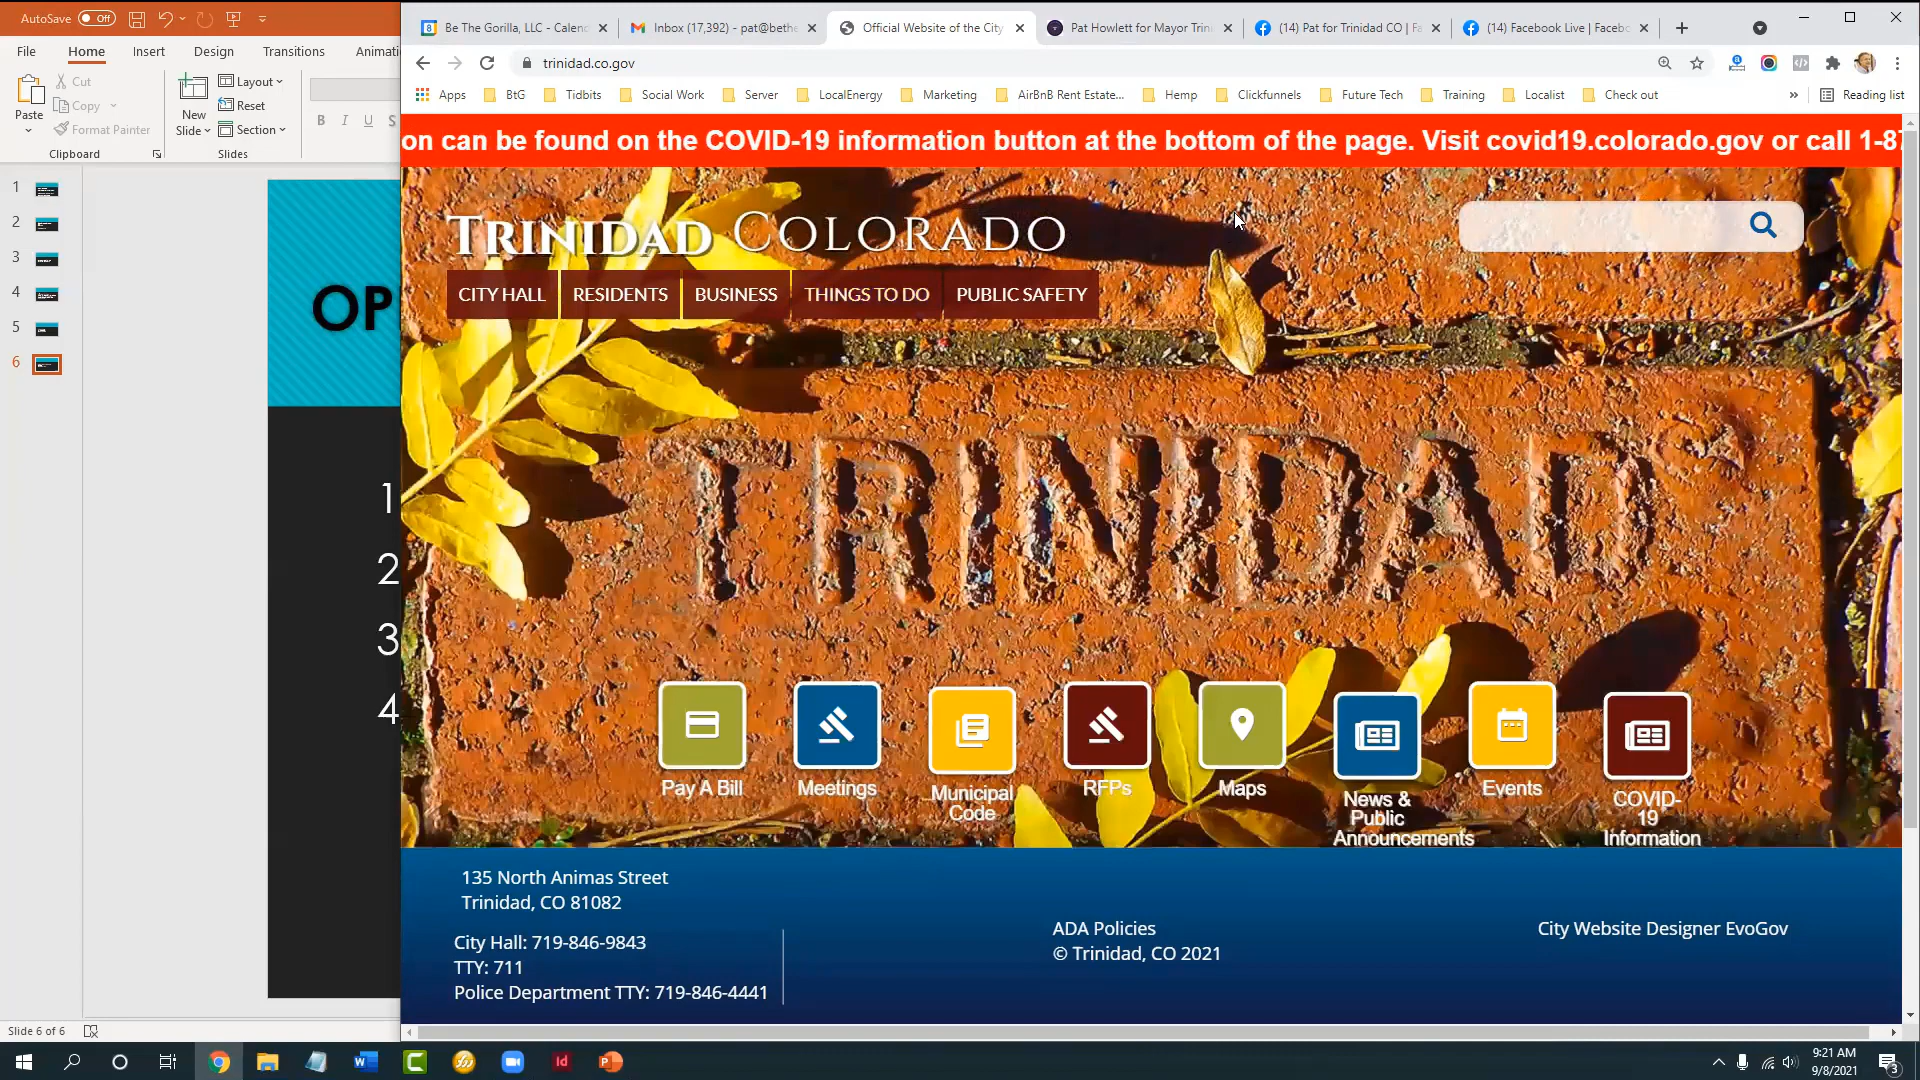 AutoSave Off
File Home Insert Design Transitions Animati
Paste
Cut
Copy
Format Painter
Clipboard
New
Slide
Layout
Reset
Section
Slides
B I U S
1
2
3
4
5
6
OP
1
2
3
4
Slide 6 of 6
Be The Gorilla, LLC - Calenc
Inbox (17,392) - pat@bethe
Official Website of the City
Pat Howlett for Mayor Trini
(14) Pat for Trinidad CO | Fa
(14) Facebook Live | Facebo
trinidad.co.gov
Apps BtG Tidbits Social Work Server LocalEnergy Marketing AirBnB Rent Estate... Hemp Clickfunnels Future Tech Training Localist Check out » Reading list
on can be found on the COVID-19 information button at the bottom of the page. Visit covid19.colorado.gov or call 1-87
TRINIDAD COLORADO
CITY HALL RESIDENTS BUSINESS THINGS TO DO PUBLIC SAFETY
TRINIDAD
Pay A Bill
Meetings
Municipal
Code
RFPs
Maps
News &
Public
Announcements
Events
COVID-
19
Information
135 North Animas Street
Trinidad, CO 81082
City Hall: 719-846-9843
TTY: 711
Police Department TTY: 719-846-4441
ADA Policies
© Trinidad, CO 2021
City Website Designer EvoGov
9:21 AM
9/8/2021
3